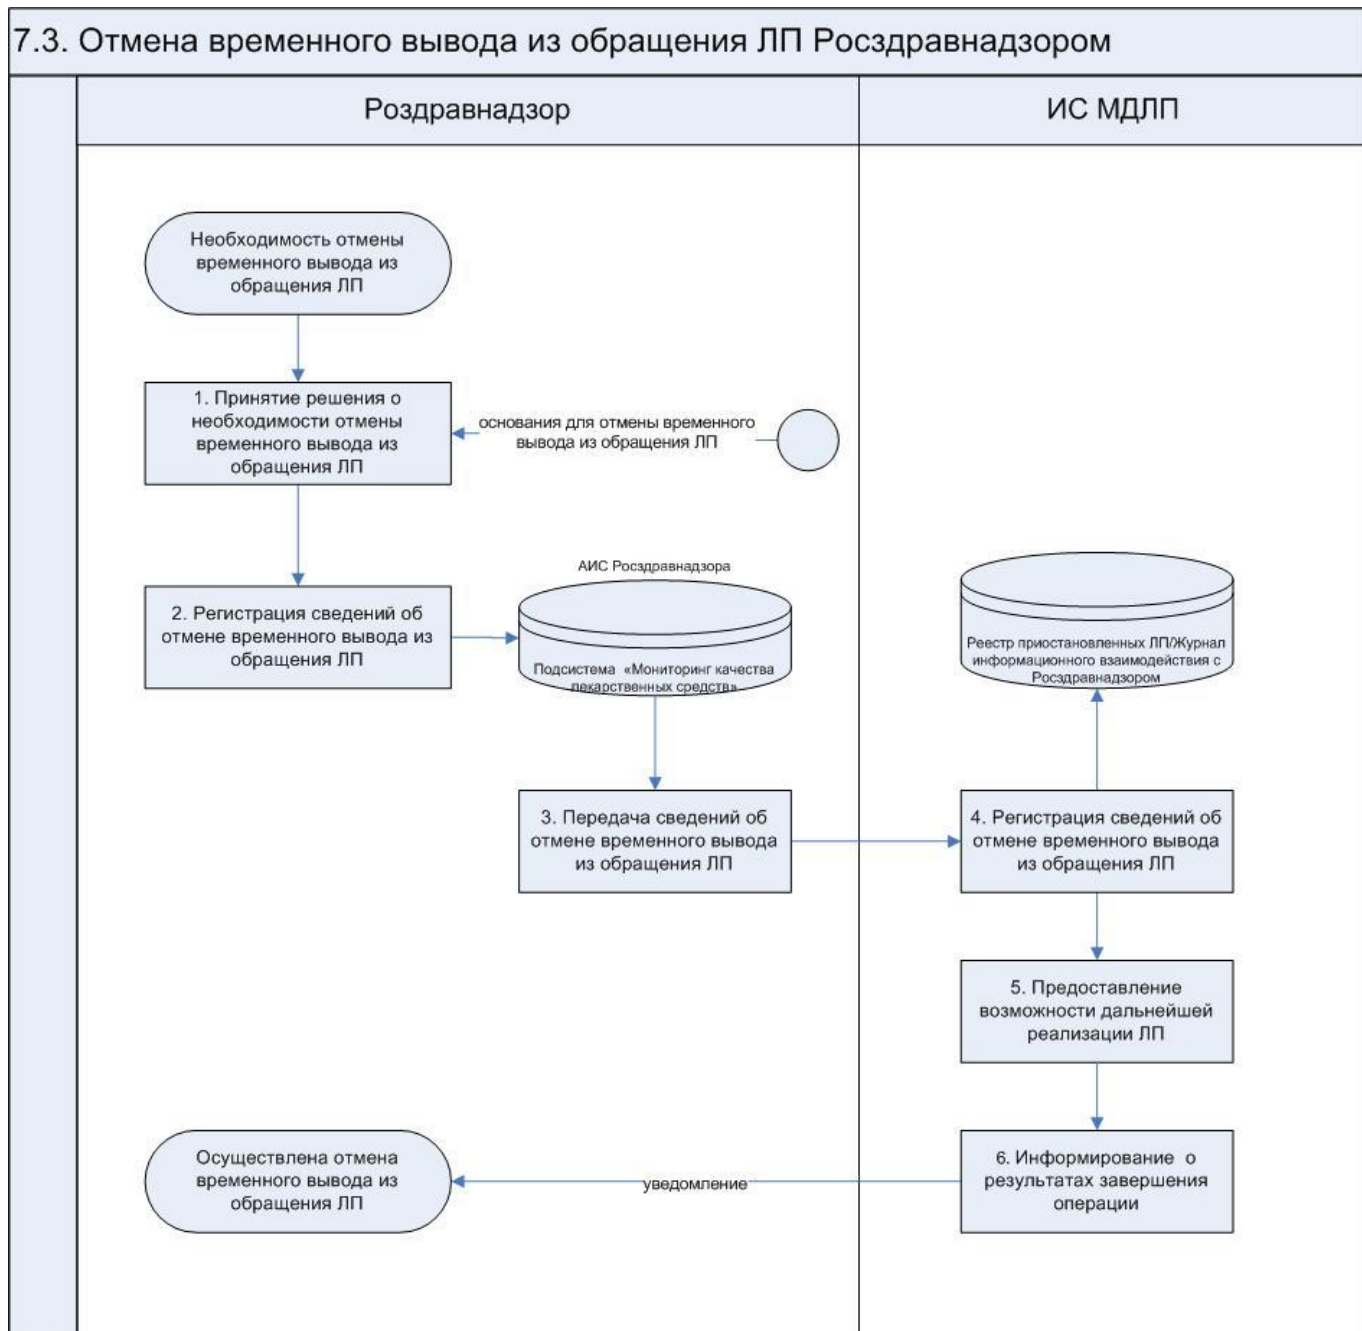 7.3. Отмена временного вывода из обращения ЛП Росздравнадзором
Роздравнадзор
ИС МДЛП
Необходимость отмены
временного вывода из
обращения ЛП
1. Принятие решения о
необходимости отмены
временного вывода из
обращения ЛП
основания для отмены временного
вывода из обращения ЛП
2. Регистрация сведений об
отмене временного вывода из
обращения ЛП
АИС Росздравнадзора
Подсистема «Мониторинг качества
лекарственных средств»
Реестр приостановленных ЛП/Журнал
информационного взаимодействия с
Росздравнадзором
3. Передача сведений об
отмене временного вывода
из обращения ЛП
4. Регистрация сведений об
отмене временного вывода
из обращения ЛП
5. Предоставление
возможности дальнейшей
реализации ЛП
6. Информирование о
результатах завершения
операции
уведомление
Осуществлена отмена
временного вывода из
обращения ЛП